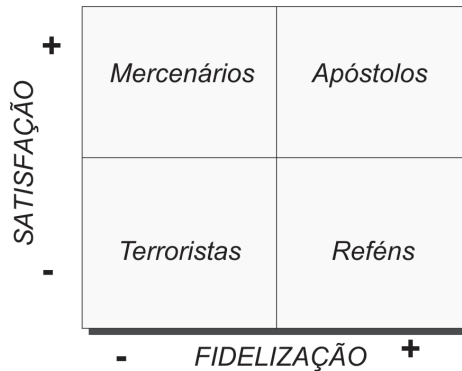 +
Mercenários Apóstolos
SATISFAÇÃO
Terroristas Reféns
-
- FIDELIZAÇÃO +